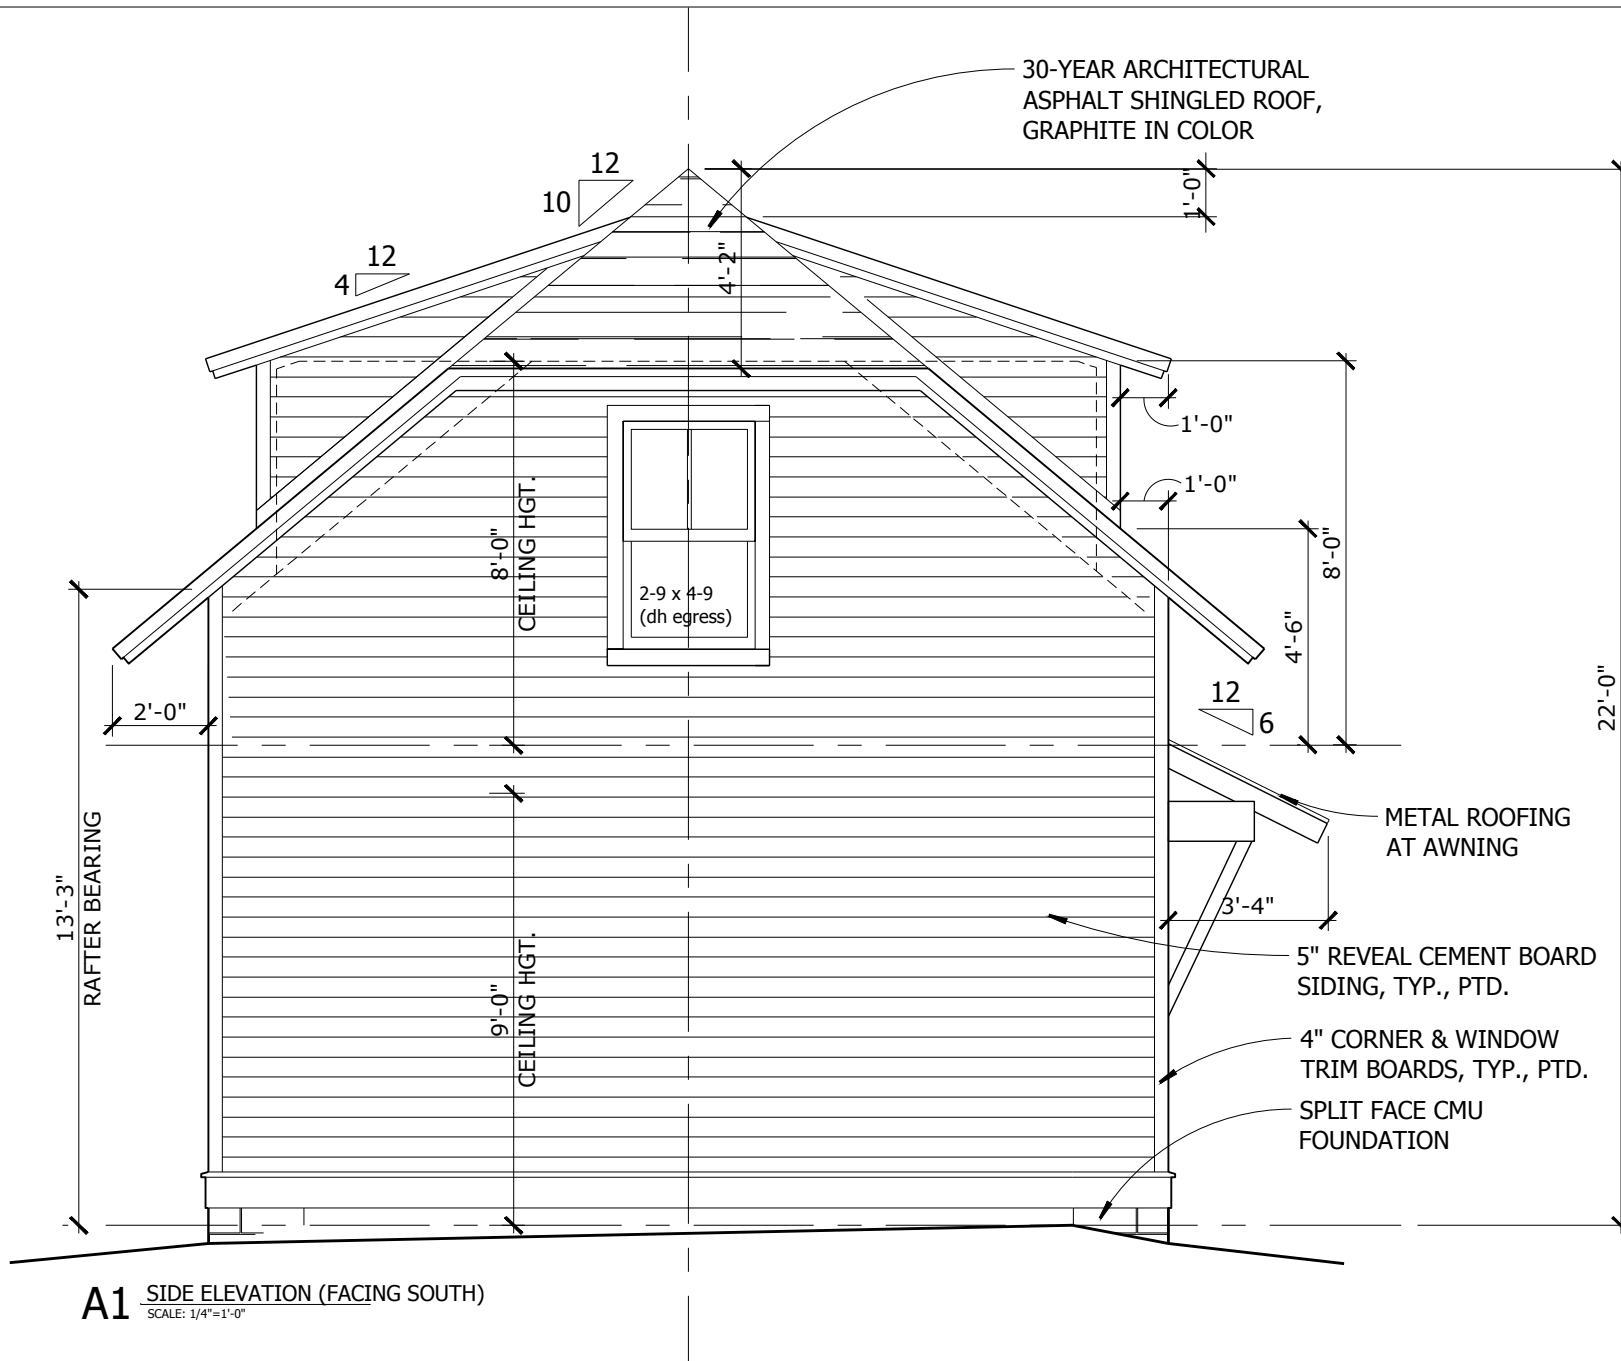 30-YEAR ARCHITECTURAL
ASPHALT SHINGLED ROOF,
GRAPHITE IN COLOR
12
10
1'-0"
12
4
4'-2"
1'-0"
1'-0"
8'-0"
CEILING HGT.
8'-0"
2-9 x 4-9
(dh egress)
4'-6"
22'-0"
12
6
2'-0"
METAL ROOFING
AT AWNING
13'-3"
RAFTER BEARING
3'-4"
5" REVEAL CEMENT BOARD
SIDING, TYP., PTD.
9'-0"
CEILING HGT.
4" CORNER & WINDOW
TRIM BOARDS, TYP., PTD.
SPLIT FACE CMU
FOUNDATION
A1 SIDE ELEVATION (FACING SOUTH)
SCALE: 1/4"=1'-0"